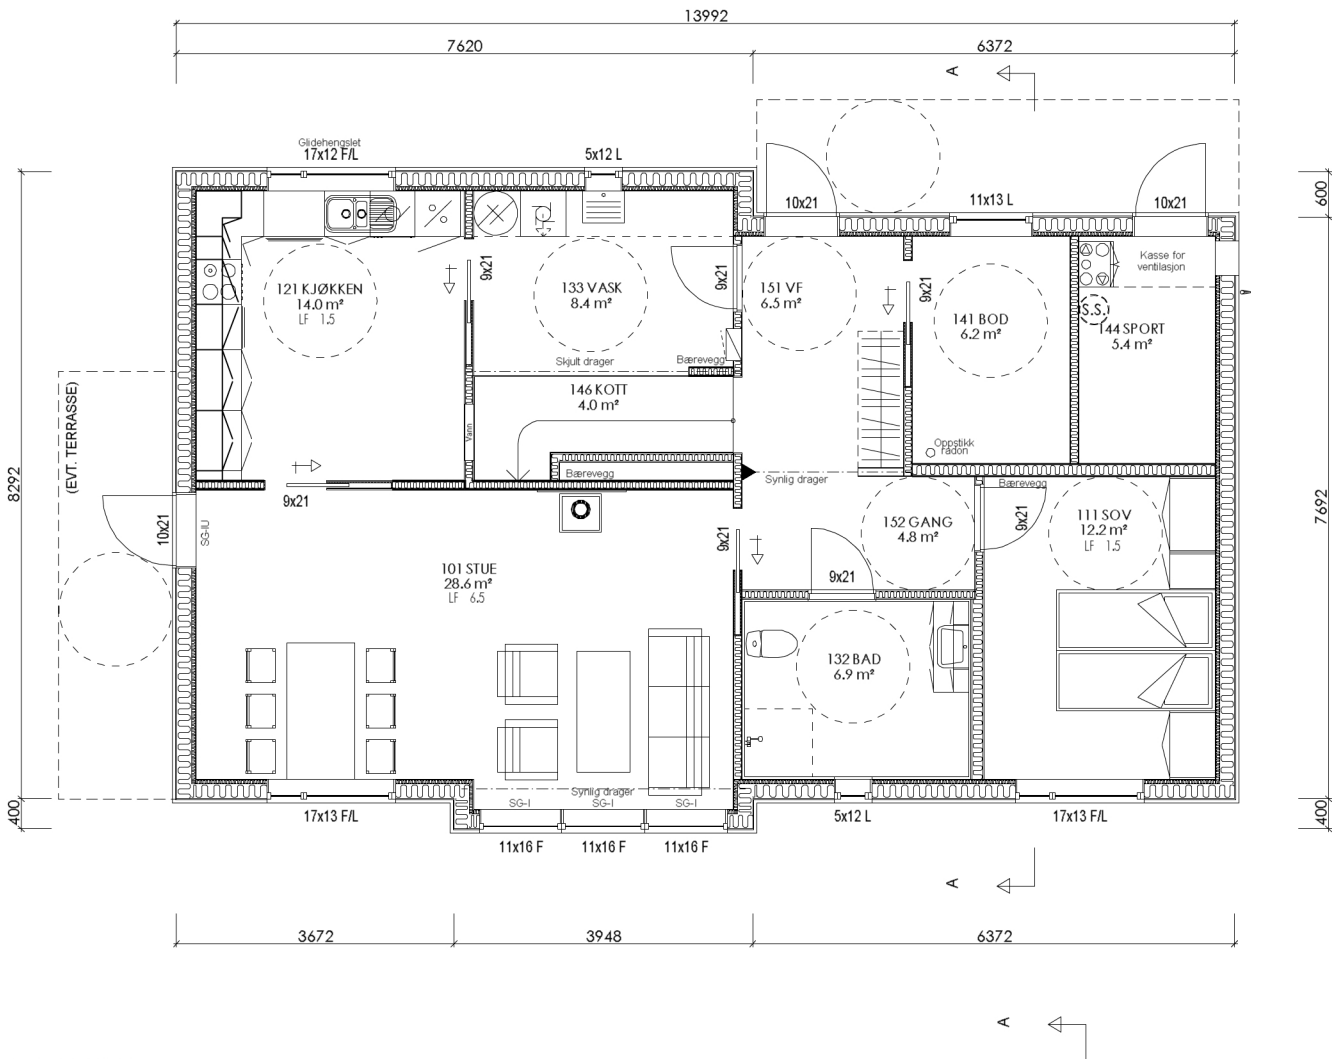 13992
7620
6372
A
Glidehengslet
17x12 F/L
5x12 L
10x21
11x13 L
10x21
600
121 KJØKKEN
14.0 m²
LF 1.5
9x21
133 VASK
8.4 m²
9x21
151 VF
6.5 m²
9x21
141 BOD
6.2 m²
Kasse for
ventilasjon
S.S.
144 SPORT
5.4 m²
Skjult drager
Bærevegg
146 KOTT
4.0 m²
(EVT. TERRASSE)
Vann
Oppstikk
radon
8292
7692
9x21
Bærevegg
Synlig drager
Bærevegg
10x21
SG-IU
101 STUE
28.6 m²
LF 6.5
9x21
152 GANG
4.8 m²
9x21
9x21
111 SOV
12.2 m²
LF 1.5
132 BAD
6.9 m²
Synlig drager
SG-I
SG-I
SG-I
400
400
17x13 F/L
11x16 F
11x16 F
11x16 F
5x12 L
17x13 F/L
A
3672
3948
6372
A